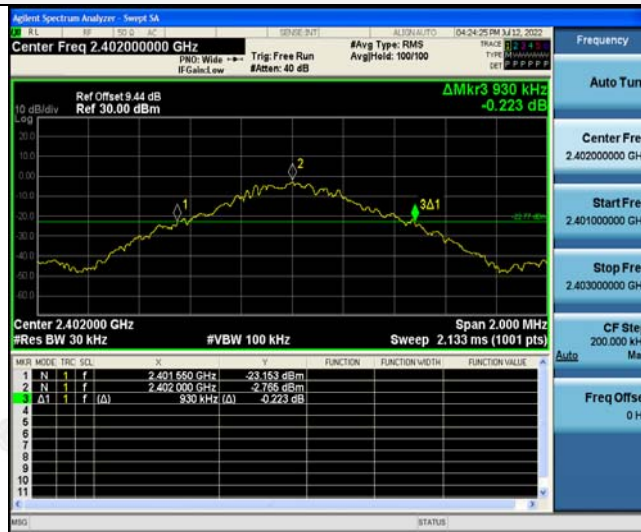 Agilent Spectrum Analyzer - Swept SA
RL RF 50 Ω AC SENSE:INT ALIGN AUTO 04:24:25 PM Jul 12, 2022
Center Freq 2.402000000 GHz
PNO: Wide Trig: Free Run
IFGain:Low #Atten: 40 dB
#Avg Type: RMS
Avg|Hold: 100/100
TRACE 1 2 3 4 5 6
TYPE M
DET P P P P P P
Frequency
Auto Tun
Center Fre
2.402000000 GH
Start Fre
2.401000000 GH
Stop Fre
2.403000000 GH
CF Ste
200.000 kH
Auto Ma
Freq Offse
0 H
Ref Offset 9.44 dB
Ref 30.00 dBm
ΔMkr3 930 kHz
-0.223 dB
10 dB/div
Log
20.0
10.0
0.00
-10.0
-20.0
-30.0
-40.0
-50.0
-60.0
1
2
3Δ1
-22.77 dBm
Center 2.402000 GHz Span 2.000 MHz
#Res BW 30 kHz #VBW 100 kHz Sweep 2.133 ms (1001 pts)
MKR MODE TRC SCL X Y FUNCTION FUNCTION WIDTH FUNCTION VALUE
1 N 1 f 2.401 550 GHz -23.153 dBm
2 N 1 f 2.402 000 GHz -2.765 dBm
3 Δ1 1 f (Δ) 930 kHz (Δ) -0.223 dB
4
5
6
7
8
9
10
11
MSG STATUS